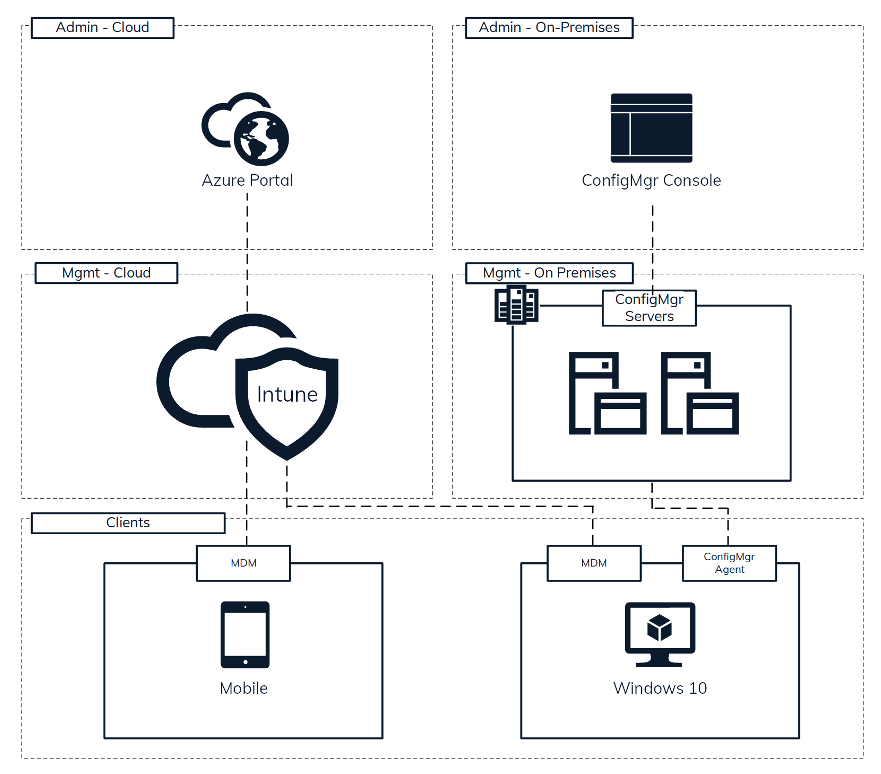 Admin - Cloud
Admin - On-Premises
Azure Portal
ConfigMgr Console
Mgmt - Cloud
Mgmt - On Premises
ConfigMgr
Servers
Intune
Clients
MDM
MDM
ConfigMgr
Agent
Mobile
Windows 10